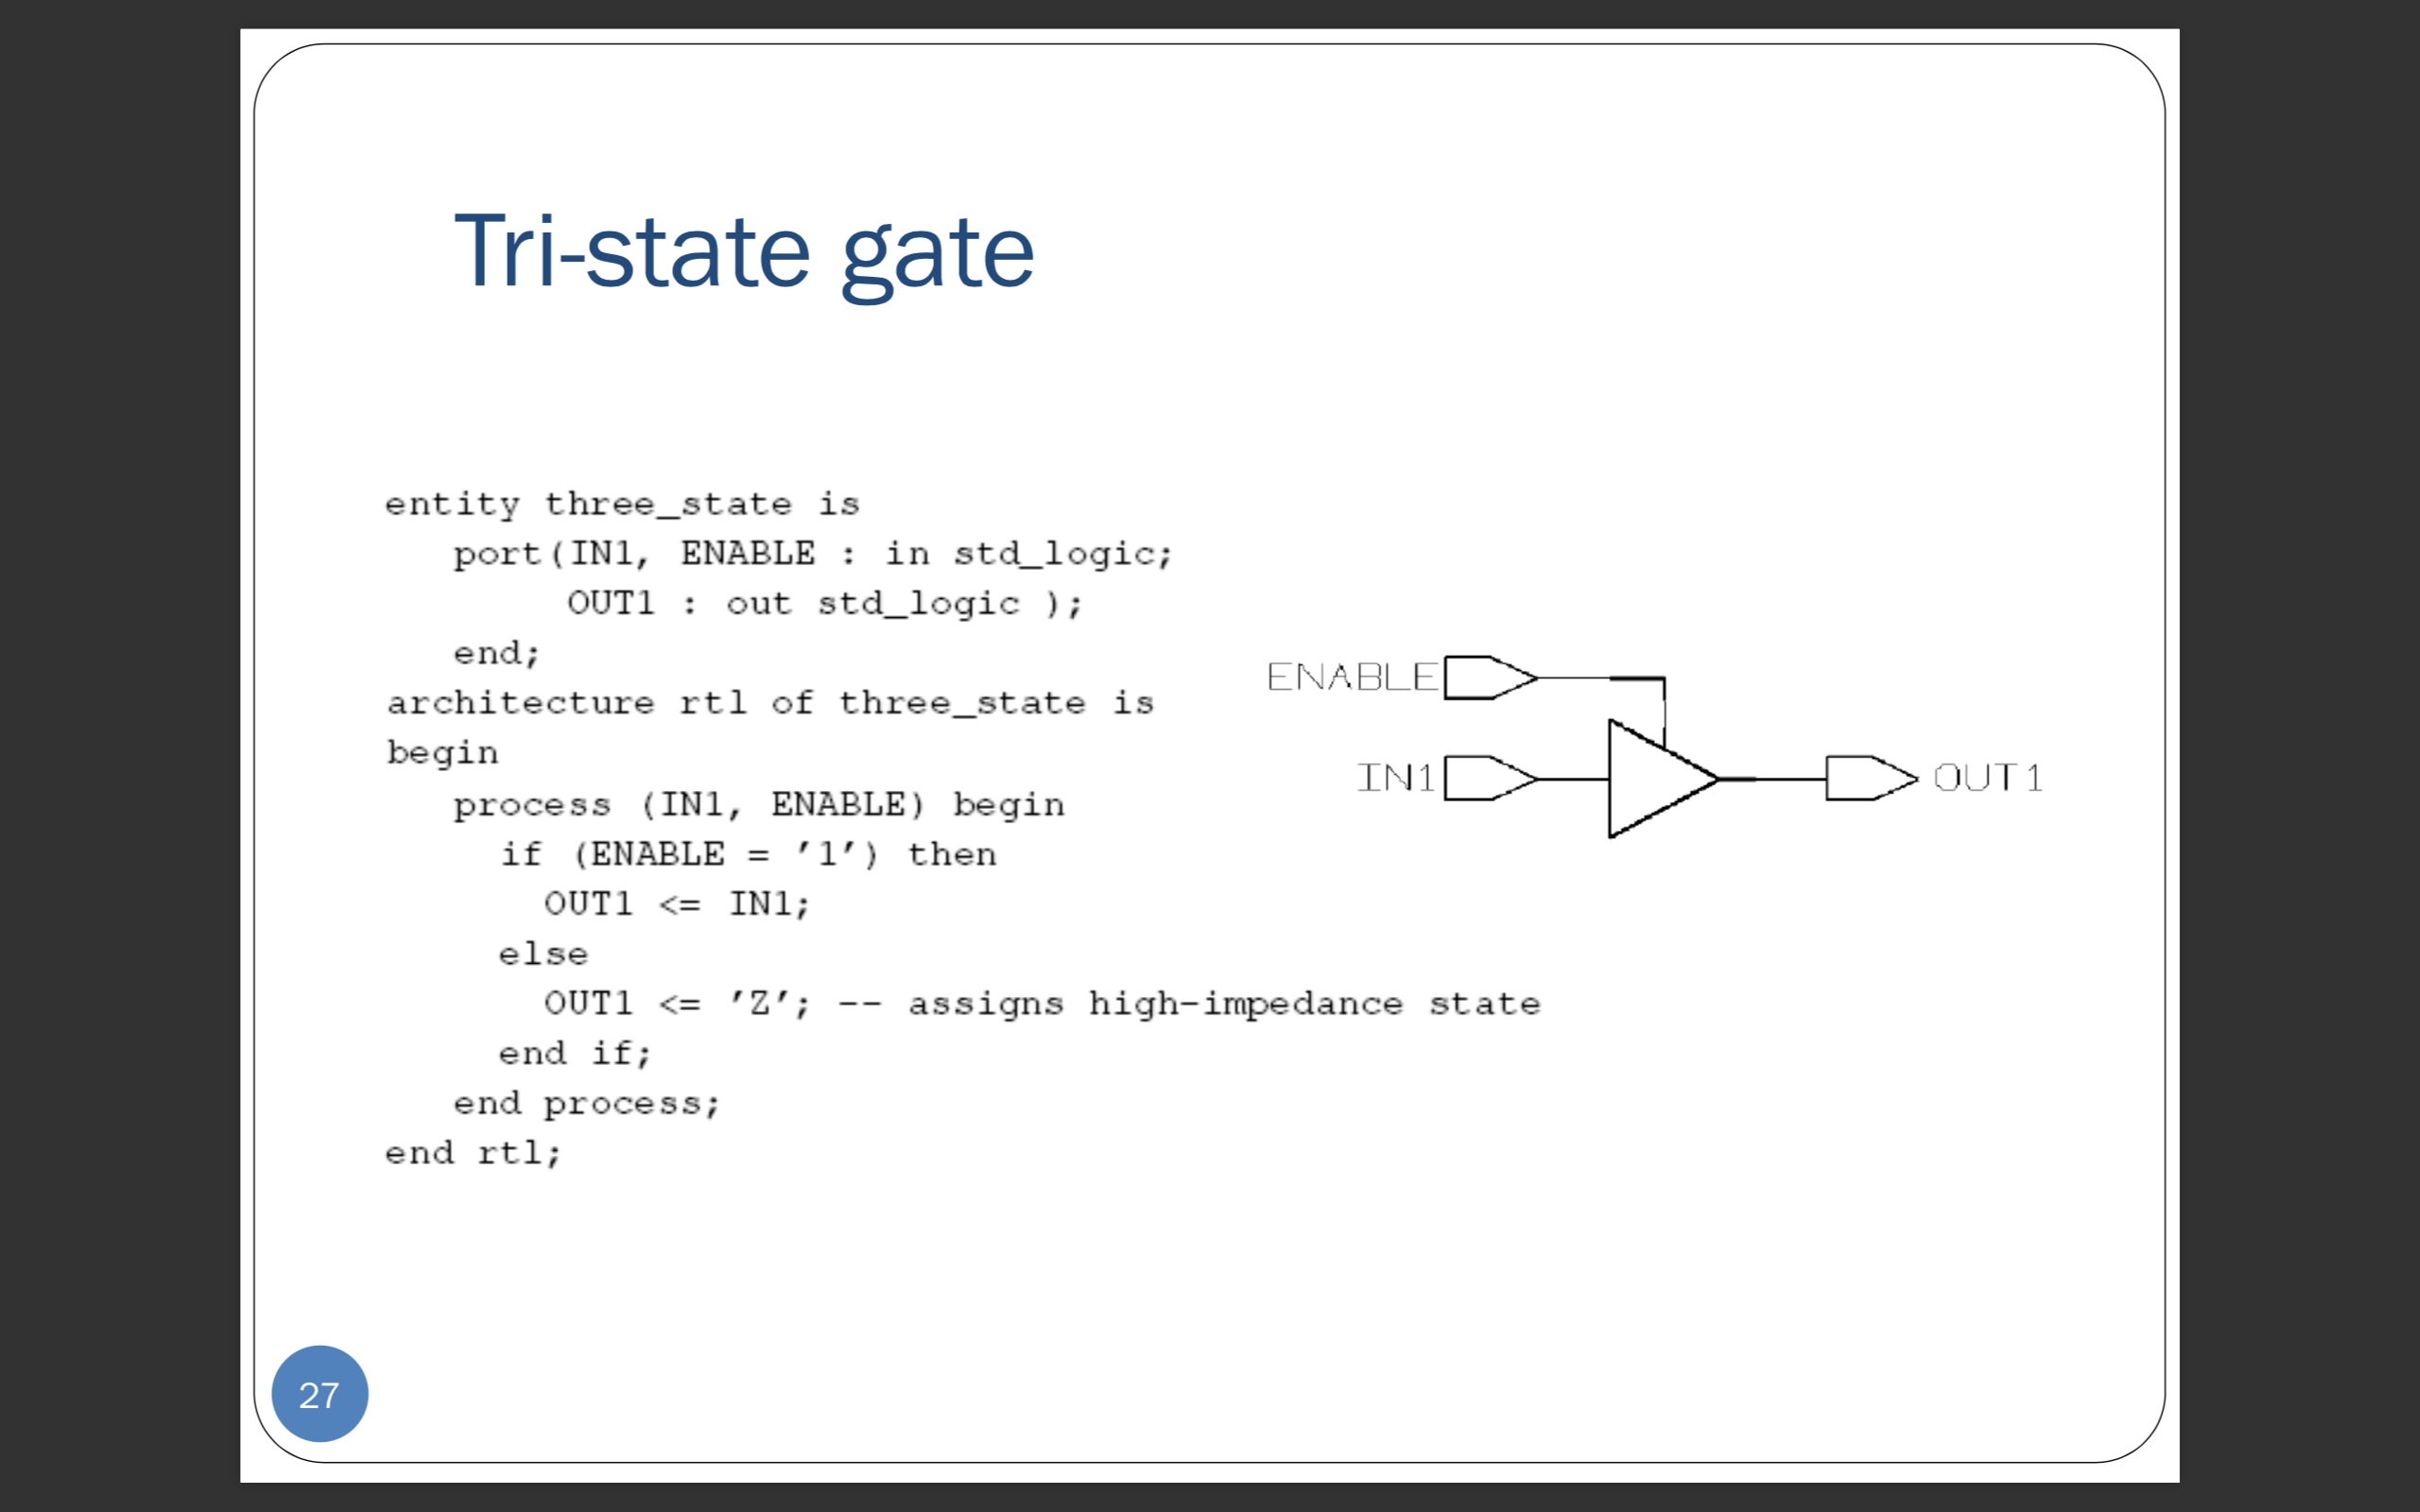 Tri-state gate
entity three_state is
port(IN1, ENABLE : in std_logic;
OUT1 : out std_logic );
end;
architecture rtl of three_state is
begin
process (IN1, ENABLE) begin
if (ENABLE = ’1’) then
OUT1 <= IN1;
else
OUT1 <= ’Z’; -- assigns high-impedance state
end if;
end process;
end rtl;
ENABLE
IN1
OUT1
27